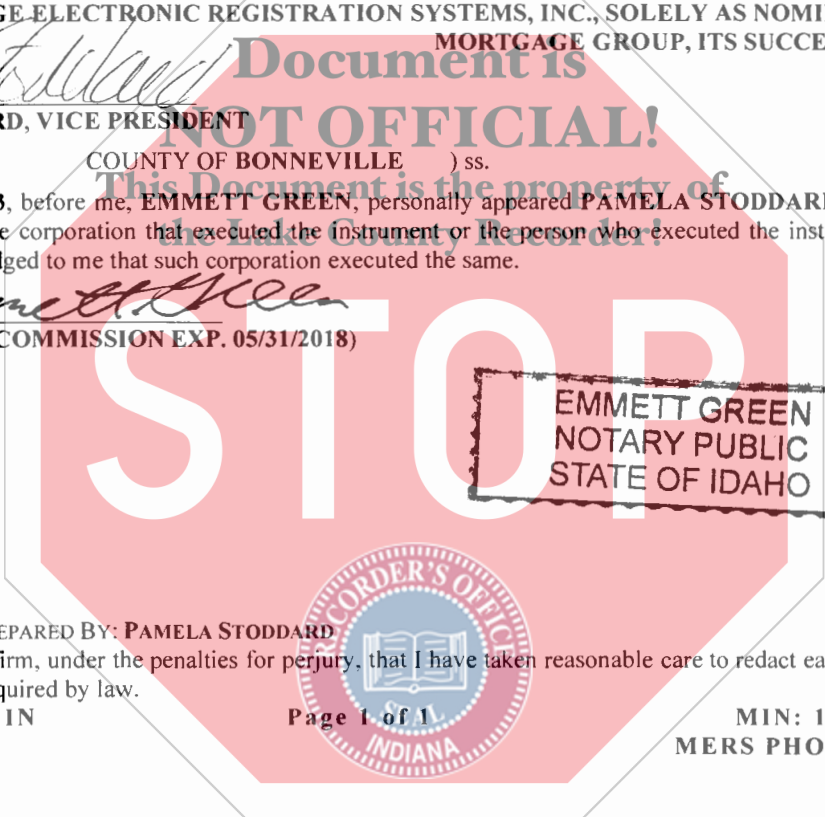 GE ELECTRONIC REGISTRATION SYSTEMS, INC., SOLELY AS NOMI
MORTGAGE GROUP, ITS SUCCE
Document is
NOT OFFICIAL!
This Document is the property of
the Lake County Recorder!
RD, VICE PRESIDENT
COUNTY OF BONNEVILLE ) ss.
, before me, EMMETT GREEN, personally appeared PAMELA STODDARD
e corporation that executed the instrument or the person who executed the inst
dged to me that such corporation executed the same.
COMMISSION EXP. 05/31/2018)
STOP
EMMETT GREEN
NOTARY PUBLIC
STATE OF IDAHO
EPARED BY: PAMELA STODDARD
firm, under the penalties for perjury, that I have taken reasonable care to redact ea
quired by law.
IN Page 1 of 1 MIN: 1
MERS PHO
RECORDER'S OFFICE
SEAL
INDIANA